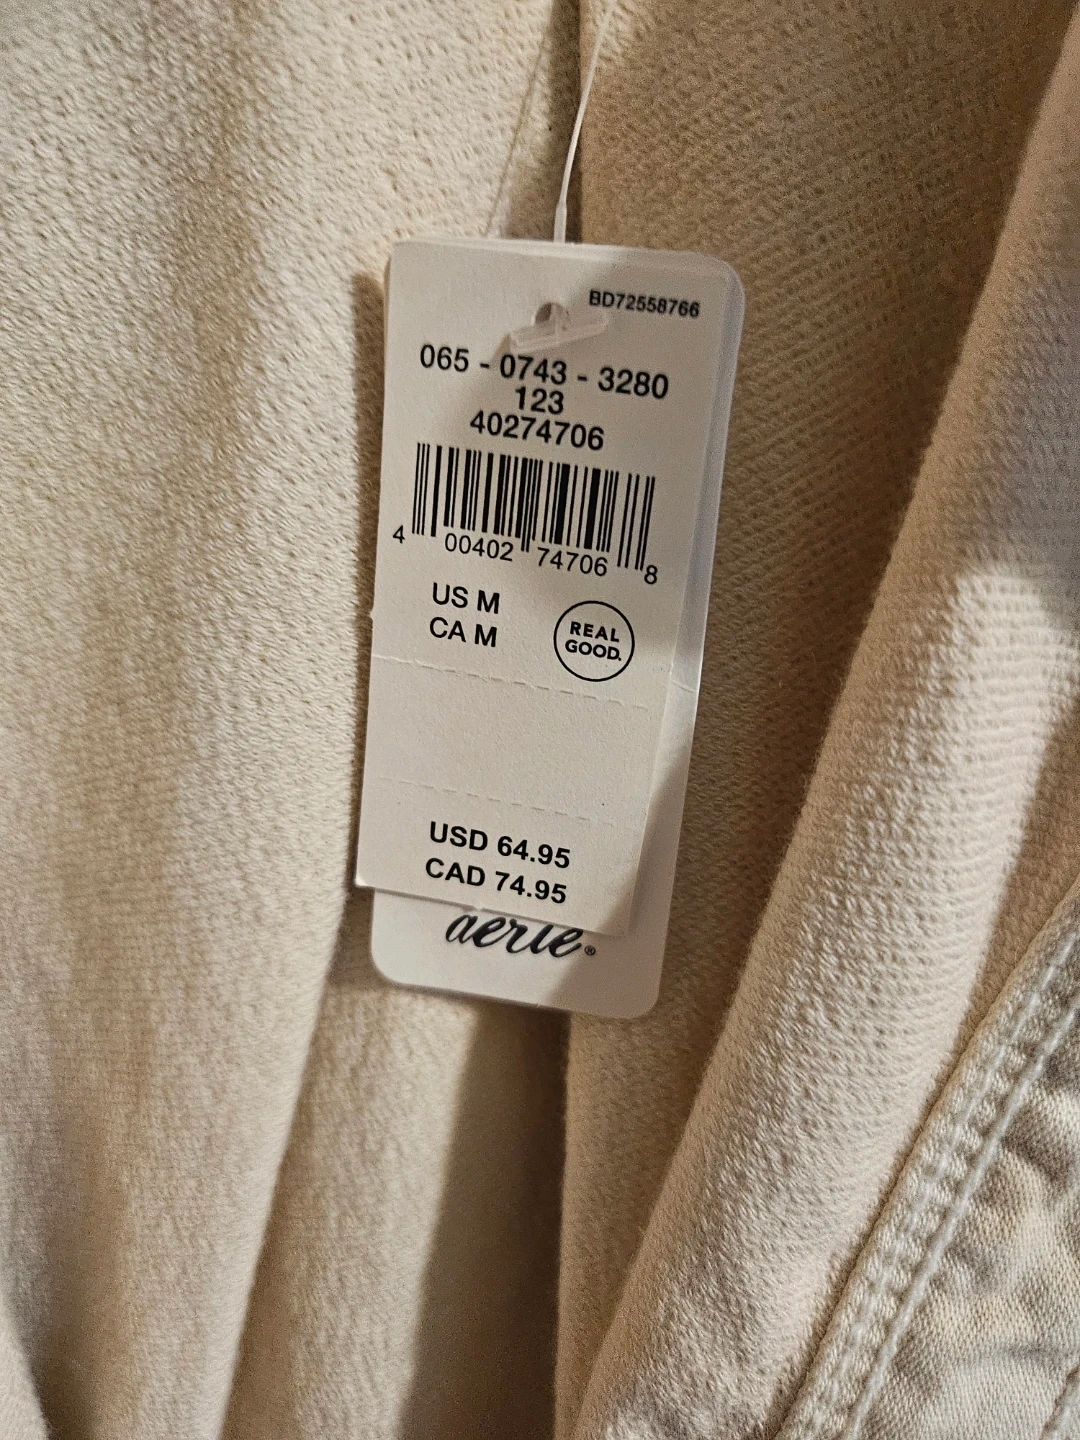 BD72558766
065 - 0743 - 3280
123
40274706
4 00402 74706 8
US M
CA M
REAL
GOOD.
USD 64.95
CAD 74.95
aerie®